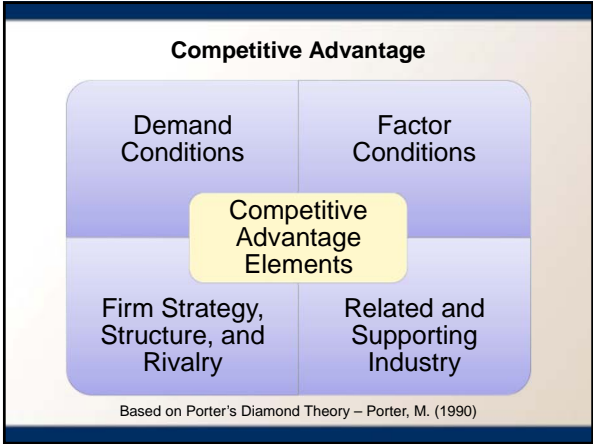 Competitive Advantage
Demand
Conditions
Factor
Conditions
Competitive
Advantage
Elements
Firm Strategy,
Structure, and
Rivalry
Related and
Supporting
Industry
Based on Porter's Diamond Theory – Porter, M. (1990)